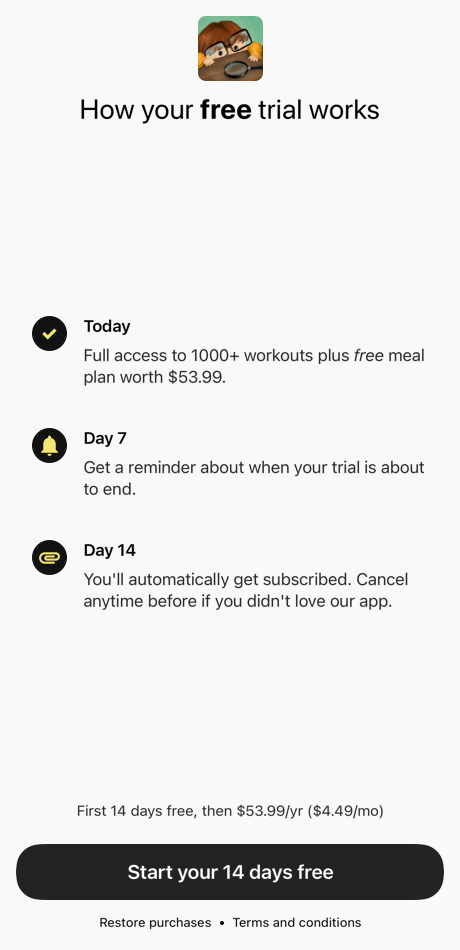 How your free trial works
Today
Full access to 1000+ workouts plus free meal
plan worth $53.99.
Day 7
Get a reminder about when your trial is about
to end.
Day 14
You'll automatically get subscribed. Cancel
anytime before if you didn't love our app.
First 14 days free, then $53.99/yr ($4.49/mo)
Start your 14 days free
Restore purchases • Terms and conditions